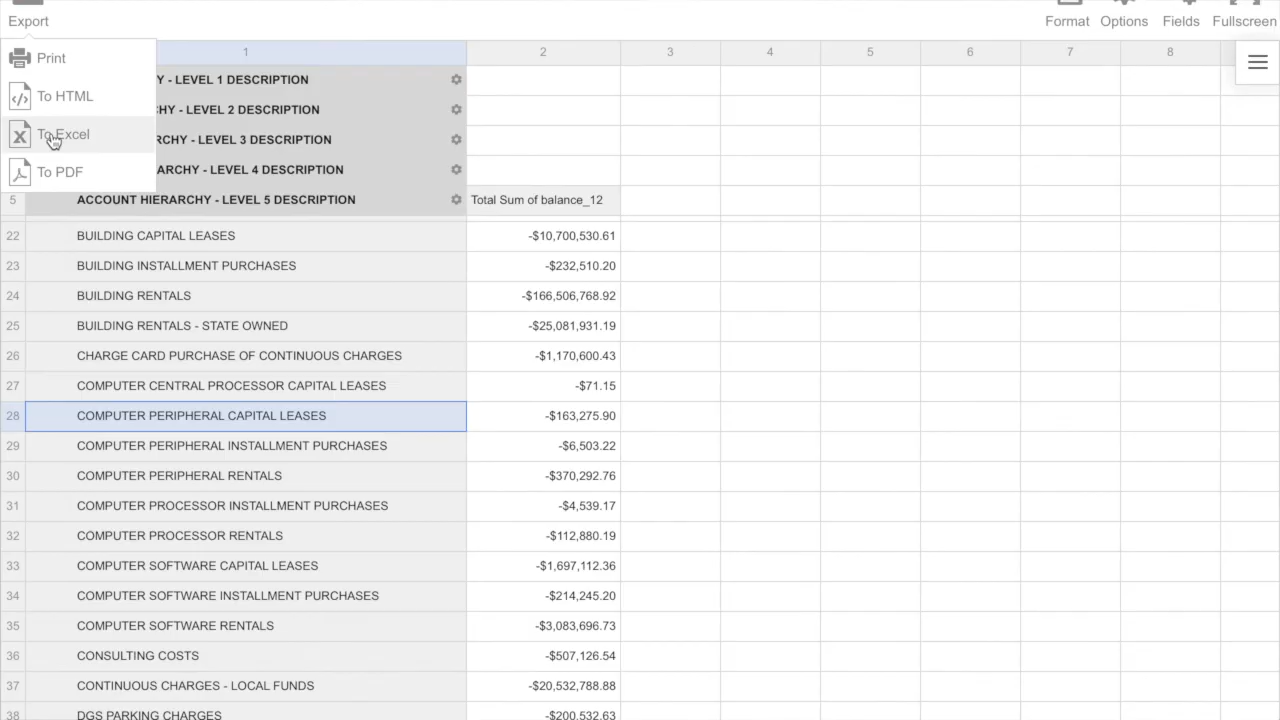 Export
Format Options Fields Fullscreen
Print
To HTML
To Excel
To PDF
1 2 3 4 5 6 7 8
Y - LEVEL 1 DESCRIPTION
HY - LEVEL 2 DESCRIPTION
RCHY - LEVEL 3 DESCRIPTION
ARCHY - LEVEL 4 DESCRIPTION
5 ACCOUNT HIERARCHY - LEVEL 5 DESCRIPTION Total Sum of balance_12
22 BUILDING CAPITAL LEASES -$10,700,530.61
23 BUILDING INSTALLMENT PURCHASES -$232,510.20
24 BUILDING RENTALS -$166,506,768.92
25 BUILDING RENTALS - STATE OWNED -$25,081,931.19
26 CHARGE CARD PURCHASE OF CONTINUOUS CHARGES -$1,170,600.43
27 COMPUTER CENTRAL PROCESSOR CAPITAL LEASES -$71.15
28 COMPUTER PERIPHERAL CAPITAL LEASES -$163,275.90
29 COMPUTER PERIPHERAL INSTALLMENT PURCHASES -$6,503.22
30 COMPUTER PERIPHERAL RENTALS -$370,292.76
31 COMPUTER PROCESSOR INSTALLMENT PURCHASES -$4,539.17
32 COMPUTER PROCESSOR RENTALS -$112,880.19
33 COMPUTER SOFTWARE CAPITAL LEASES -$1,697,112.36
34 COMPUTER SOFTWARE INSTALLMENT PURCHASES -$214,245.20
35 COMPUTER SOFTWARE RENTALS -$3,083,696.73
36 CONSULTING COSTS -$507,126.54
37 CONTINUOUS CHARGES - LOCAL FUNDS -$20,532,788.88
38 DGS PARKING CHARGES -$200,532.63